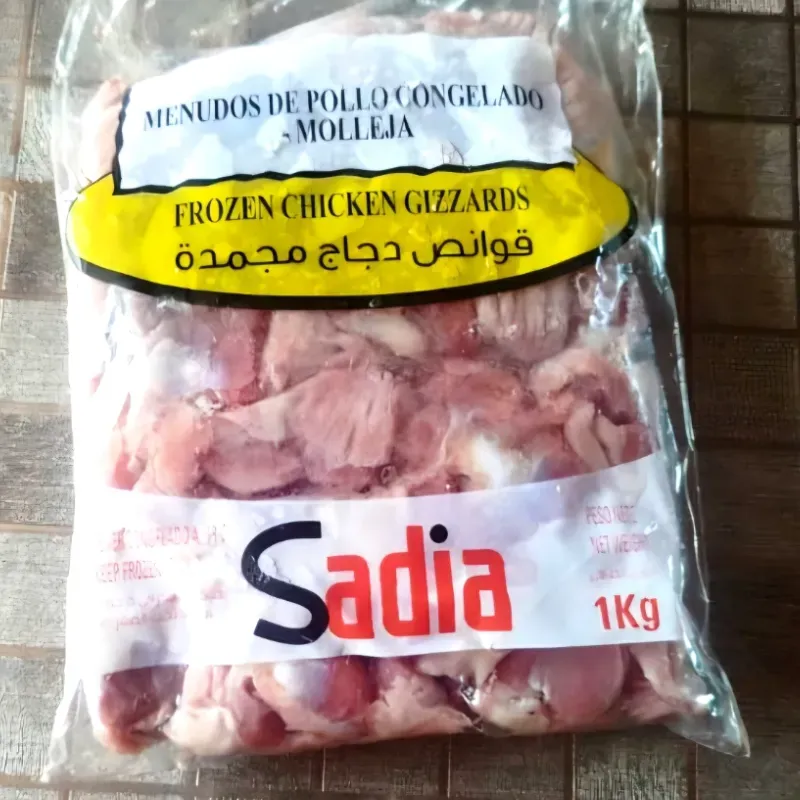 MENUDOS DE POLLO CONGELADO
- MOLLEJA
FROZEN CHICKEN GIZZARDS
قوانص دجاج مجمدة
KEEP FROZEN
Sadia
PESO NETO
NET WEIGHT
1Kg